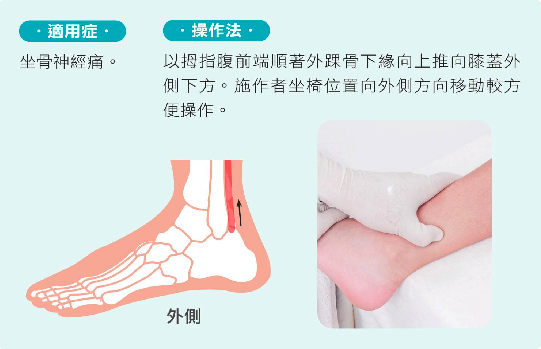 ·適用症·
坐骨神經痛。
·操作法·
以拇指腹前端順著外踝骨下緣向上推向膝蓋外
側下方。施作者坐椅位置向外側方向移動較方
便操作。
外側